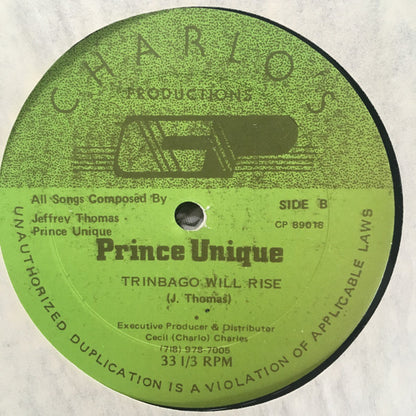 CHARLO'S
PRODUCTIONS
All Songs Composed By
Jeffrey Thomas
Prince Unique
SIDE B
CP 89018
Prince Unique
TRINBAGO WILL RISE
(J. Thomas)
Executive Producer & Distributor
Cecil (Charlo) Charles
(718) 978-7005
33 1/3 RPM
UNAUTHORIZED DUPLICATION IS A VIOLATION OF APPLICABLE LAWS